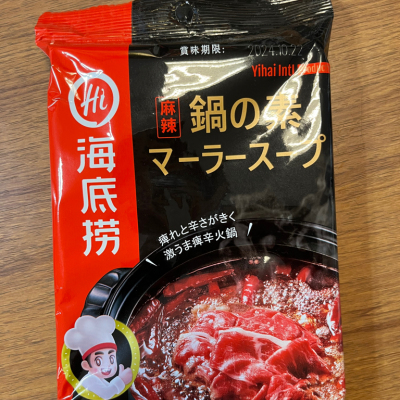 賞味期限: 2024.10.22
Yihai Intl
Hi
海底捞
麻辣
鍋の素
マーラースープ
痺れと辛さがきく
激うま痺辛火鍋